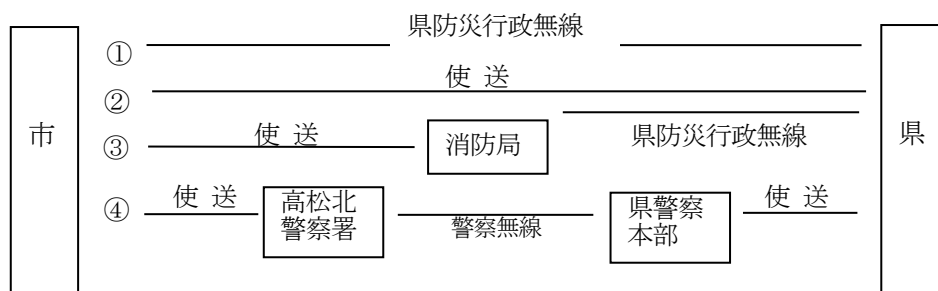 県防災行政無線
①
使 送
②
市
県
使 送
消防局
県防災行政無線
③
使 送
高松北
警察署
警察無線
県警察
本部
使 送
④